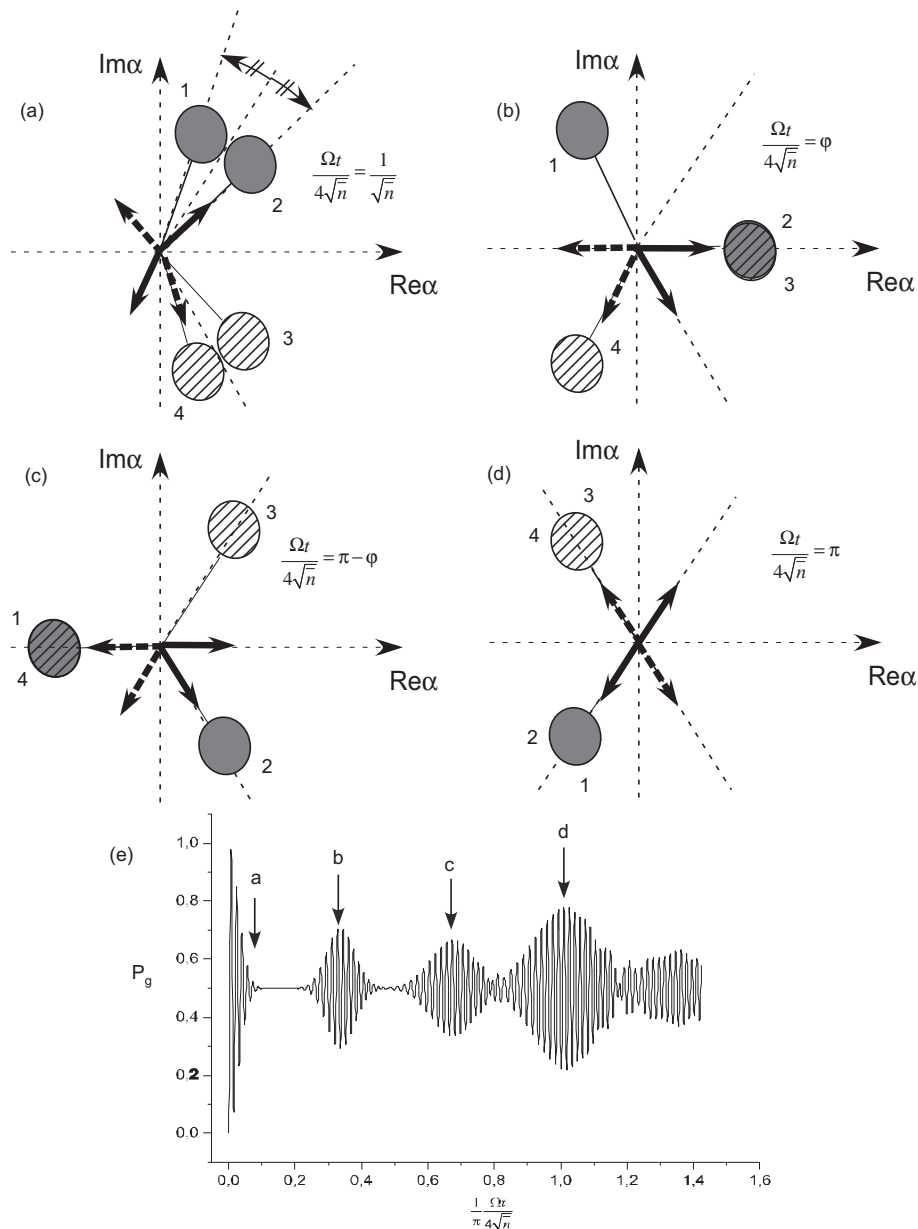 (a)
Imα
Reα
1
2
3
4
Ωt / 4√n̅ = 1 / √n̅
(b)
Imα
Reα
1
2
3
4
Ωt / 4√n̅ = φ
(c)
Imα
Reα
1
4
3
2
Ωt / 4√n̅ = π − φ
(d)
Imα
Reα
3
4
2
1
Ωt / 4√n̅ = π
(e)
a
b
c
d
P_g
1,0
0,8
0,6
0,4
0,2
0,0
0,0 0,2 0,4 0,6 0,8 1,0 1,2 1,4 1,6
1/π Ωt / 4√n̅